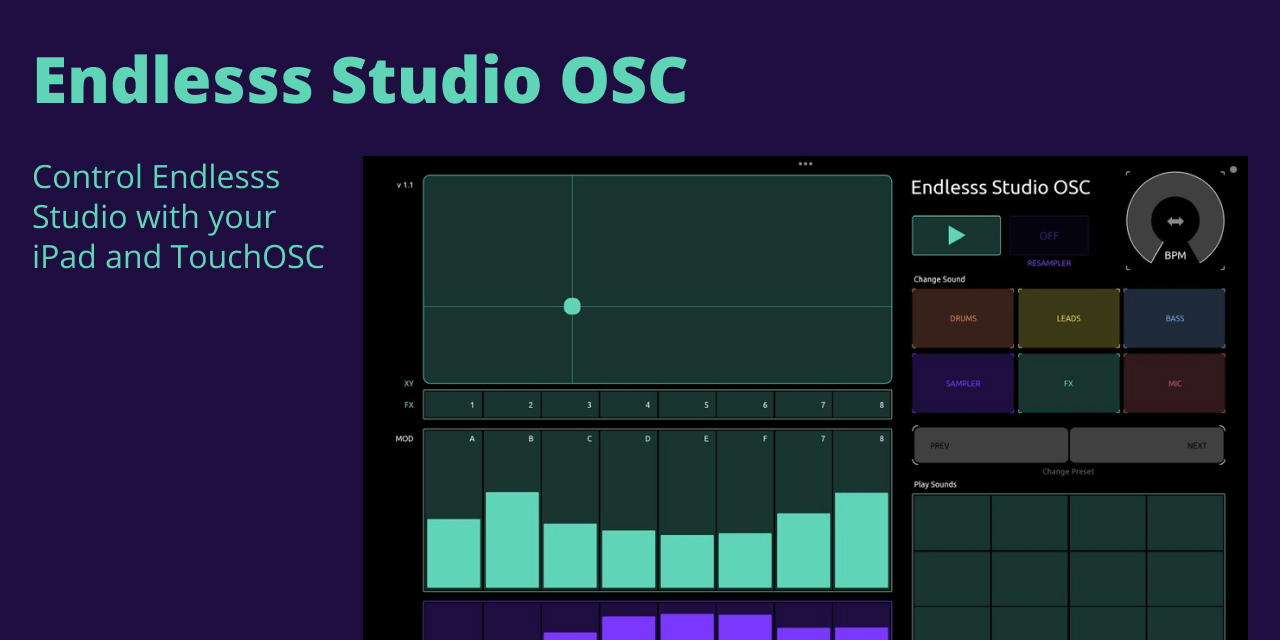 Endlesss Studio OSC
Control Endlesss
Studio with your
iPad and TouchOSC
v 1.1
XY
FX
1 2 3 4 5 6 7 8
MOD
A B C D E F 7 8
Endlesss Studio OSC
OFF
RESAMPLER
BPM
Change Sound
DRUMS LEADS BASS
SAMPLER FX MIC
PREV NEXT
Change Preset
Play Sounds